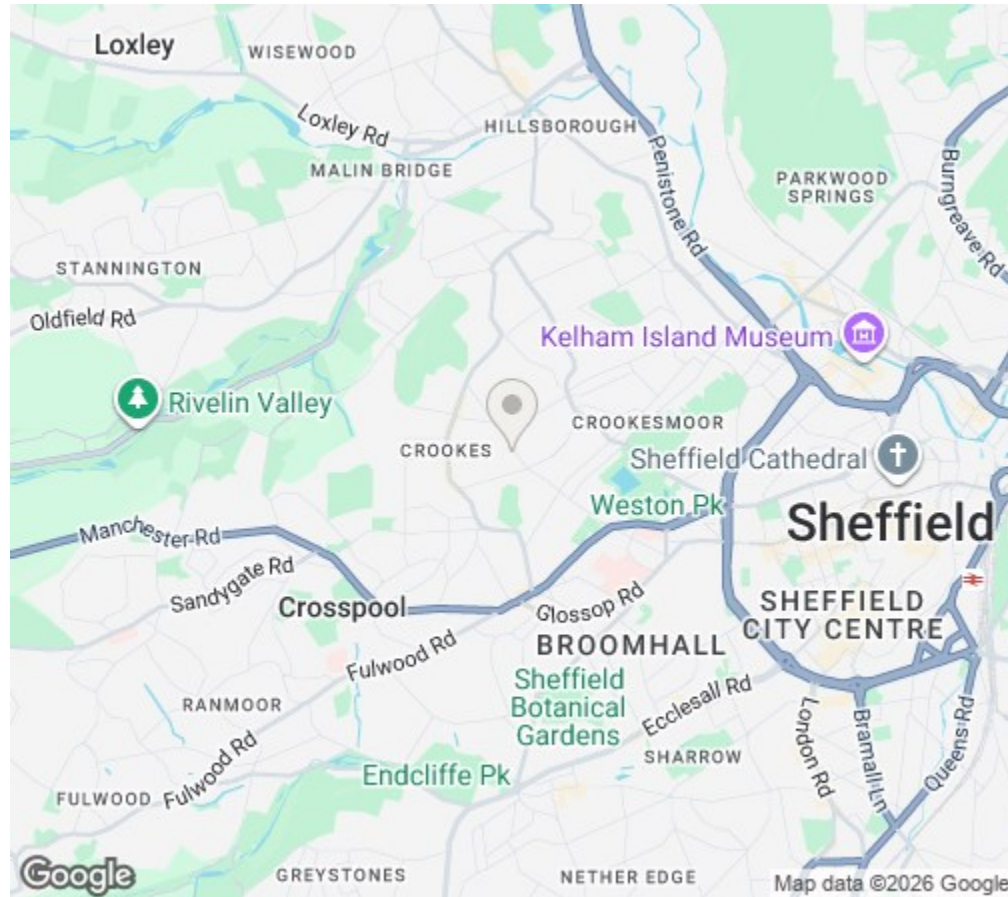 Loxley
WISEWOOD
Loxley Rd
HILLSBOROUGH
MALIN BRIDGE
Penistone Rd
PARKWOOD
SPRINGS
Burngreave Rd
STANNINGTON
Oldfield Rd
Kelham Island Museum
Rivelin Valley
CROOKES
CROOKESMOOR
Sheffield Cathedral
Weston Pk
Sheffield
Manchester Rd
Sandygate Rd
Crosspool
Glossop Rd
SHEFFIELD
CITY CENTRE
Fulwood Rd
BROOMHALL
Sheffield
Botanical
Gardens
Ecclesall Rd
RANMOOR
SHARROW
London Rd
Bramall Ln
Queens Rd
Fulwood Rd
Endcliffe Pk
FULWOOD
GREYSTONES
NETHER EDGE
Google
Map data ©2026 Google